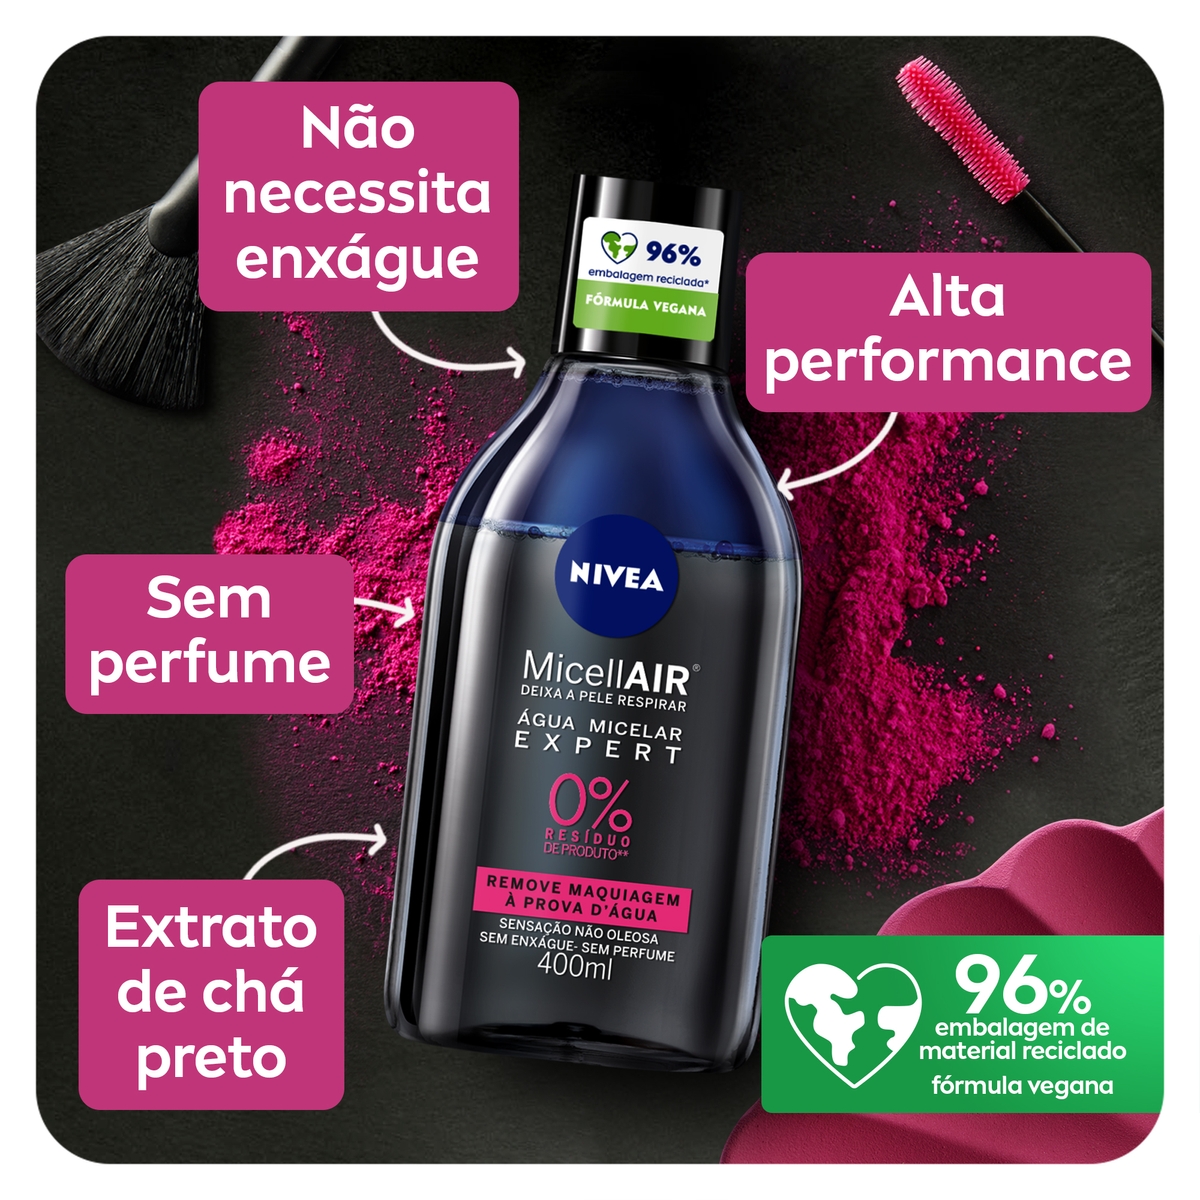 Não
necessita
enxágue
96%
embalagem reciclada*
FÓRMULA VEGANA
Alta
performance
Sem
perfume
NIVEA
MicellAIR®
DEIXA A PELE RESPIRAR
ÁGUA MICELAR
EXPERT
0%
RESÍDUO
DE PRODUTO**
REMOVE MAQUIAGEM
À PROVA D'ÁGUA
SENSAÇÃO NÃO OLEOSA
SEM ENXÁGUE- SEM PERFUME
400ml
Extrato
de chá
preto
96%
embalagem de
material reciclado
fórmula vegana